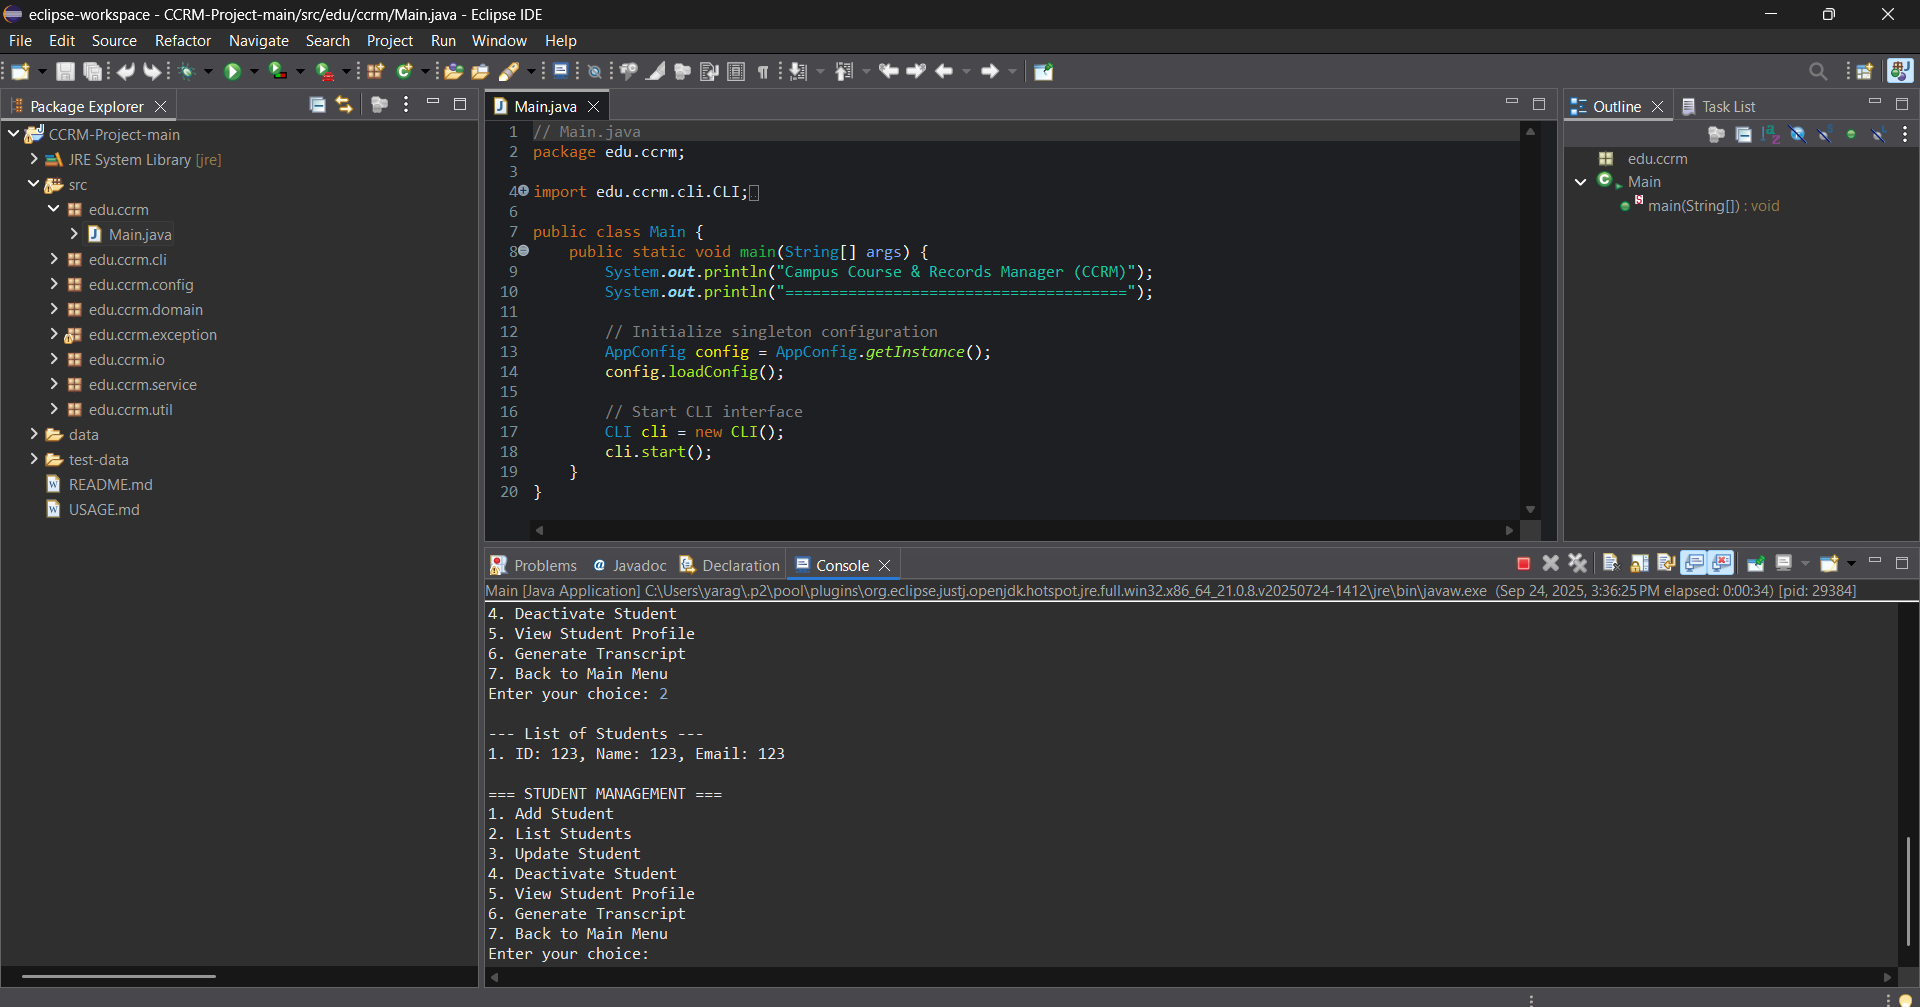 eclipse-workspace - CCRM-Project-main/src/edu/ccrm/Main.java - Eclipse IDE
File Edit Source Refactor Navigate Search Project Run Window Help
Package Explorer
CCRM-Project-main
JRE System Library [jre]
src
edu.ccrm
Main.java
edu.ccrm.cli
edu.ccrm.config
edu.ccrm.domain
edu.ccrm.exception
edu.ccrm.io
edu.ccrm.service
edu.ccrm.util
data
test-data
README.md
USAGE.md
Main.java
1 // Main.java
2 package edu.ccrm;
3
4 import edu.ccrm.cli.CLI;
6
7 public class Main {
8     public static void main(String[] args) {
9         System.out.println("Campus Course & Records Manager (CCRM)");
10         System.out.println("======================================");
11
12         // Initialize singleton configuration
13         AppConfig config = AppConfig.getInstance();
14         config.loadConfig();
15
16         // Start CLI interface
17         CLI cli = new CLI();
18         cli.start();
19     }
20 }
Outline Task List
edu.ccrm
Main
main(String[]) : void
Problems Javadoc Declaration Console
Main [Java Application] C:\Users\yarag\.p2\pool\plugins\org.eclipse.justj.openjdk.hotspot.jre.full.win32.x86_64_21.0.8.v20250724-1412\jre\bin\javaw.exe (Sep 24, 2025, 3:36:25 PM elapsed: 0:00:34) [pid: 29384]
4. Deactivate Student
5. View Student Profile
6. Generate Transcript
7. Back to Main Menu
Enter your choice: 2
--- List of Students ---
1. ID: 123, Name: 123, Email: 123
=== STUDENT MANAGEMENT ===
1. Add Student
2. List Students
3. Update Student
4. Deactivate Student
5. View Student Profile
6. Generate Transcript
7. Back to Main Menu
Enter your choice: